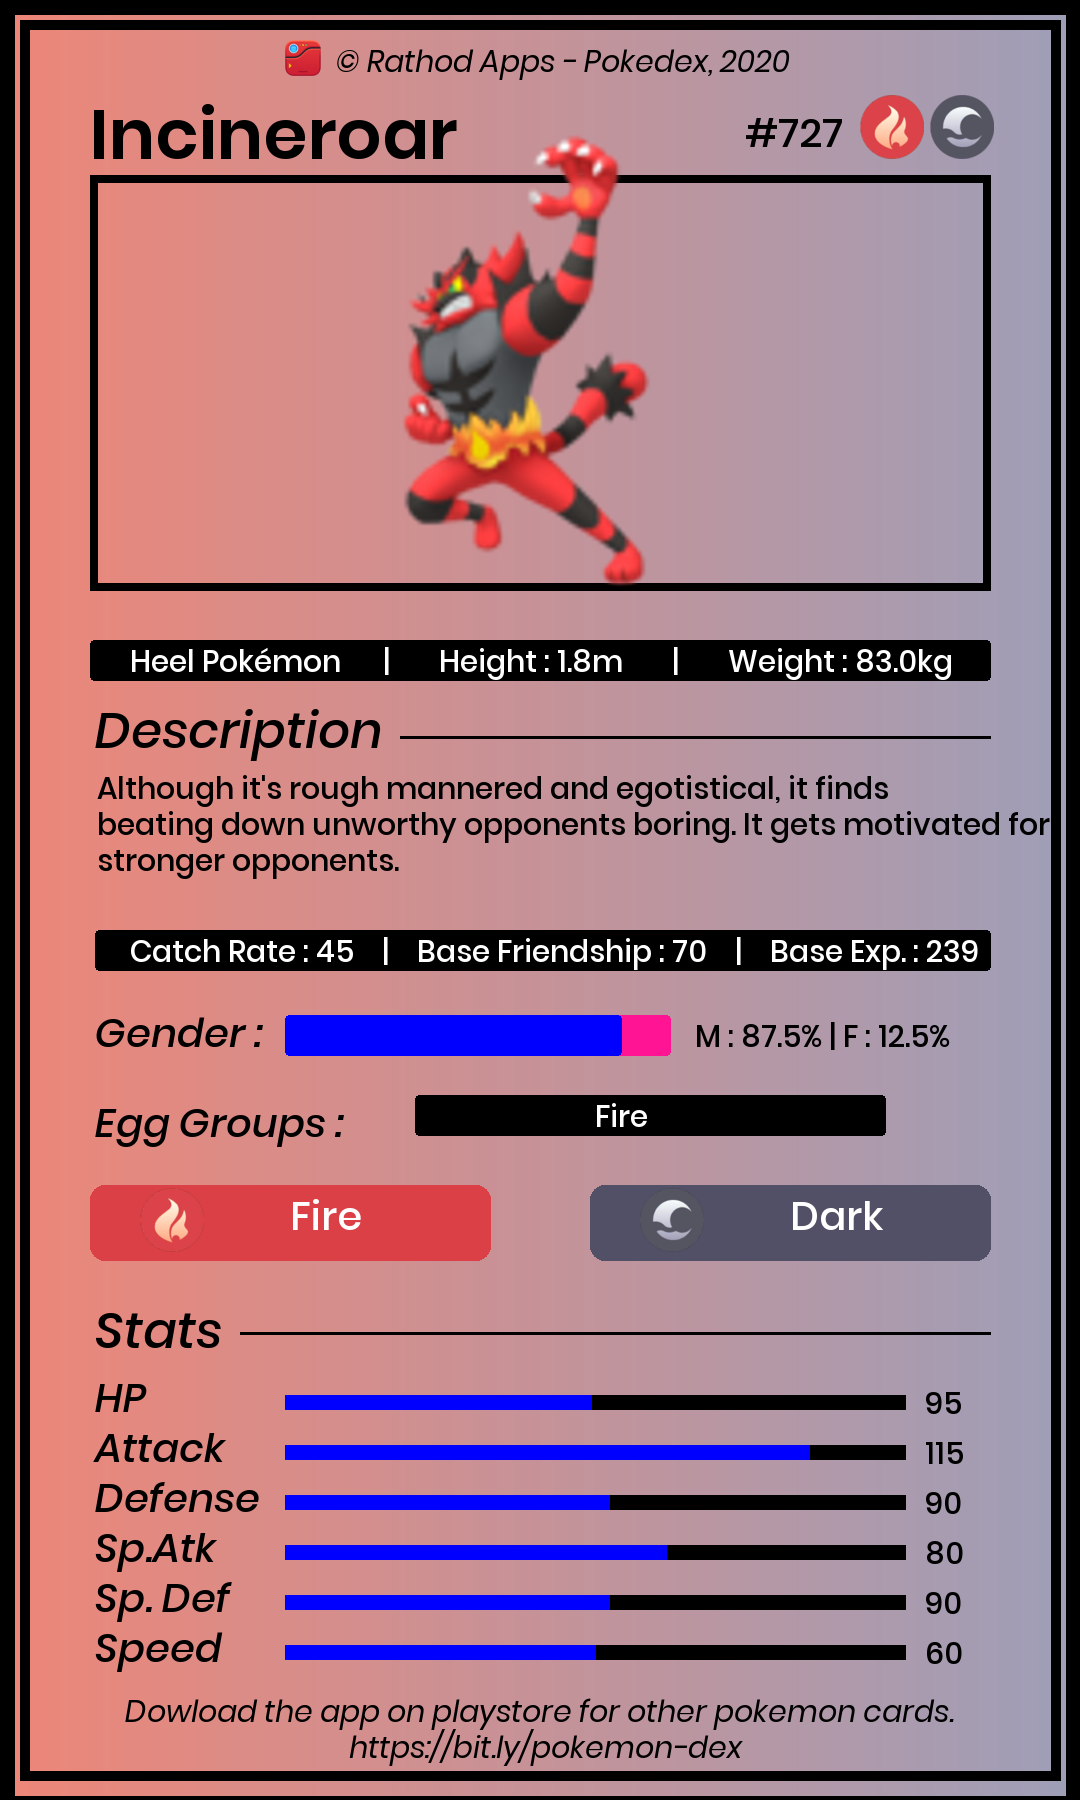 © Rathod Apps - Pokedex, 2020
Incineroar #727
Heel Pokémon | Height : 1.8m | Weight : 83.0kg
Description
Although it's rough mannered and egotistical, it finds
beating down unworthy opponents boring. It gets motivated for
stronger opponents.
Catch Rate : 45 | Base Friendship : 70 | Base Exp. : 239
Gender : M : 87.5% | F : 12.5%
Egg Groups : Fire
Fire Dark
Stats
HP 95
Attack 115
Defense 90
Sp.Atk 80
Sp. Def 90
Speed 60
Dowload the app on playstore for other pokemon cards.
https://bit.ly/pokemon-dex